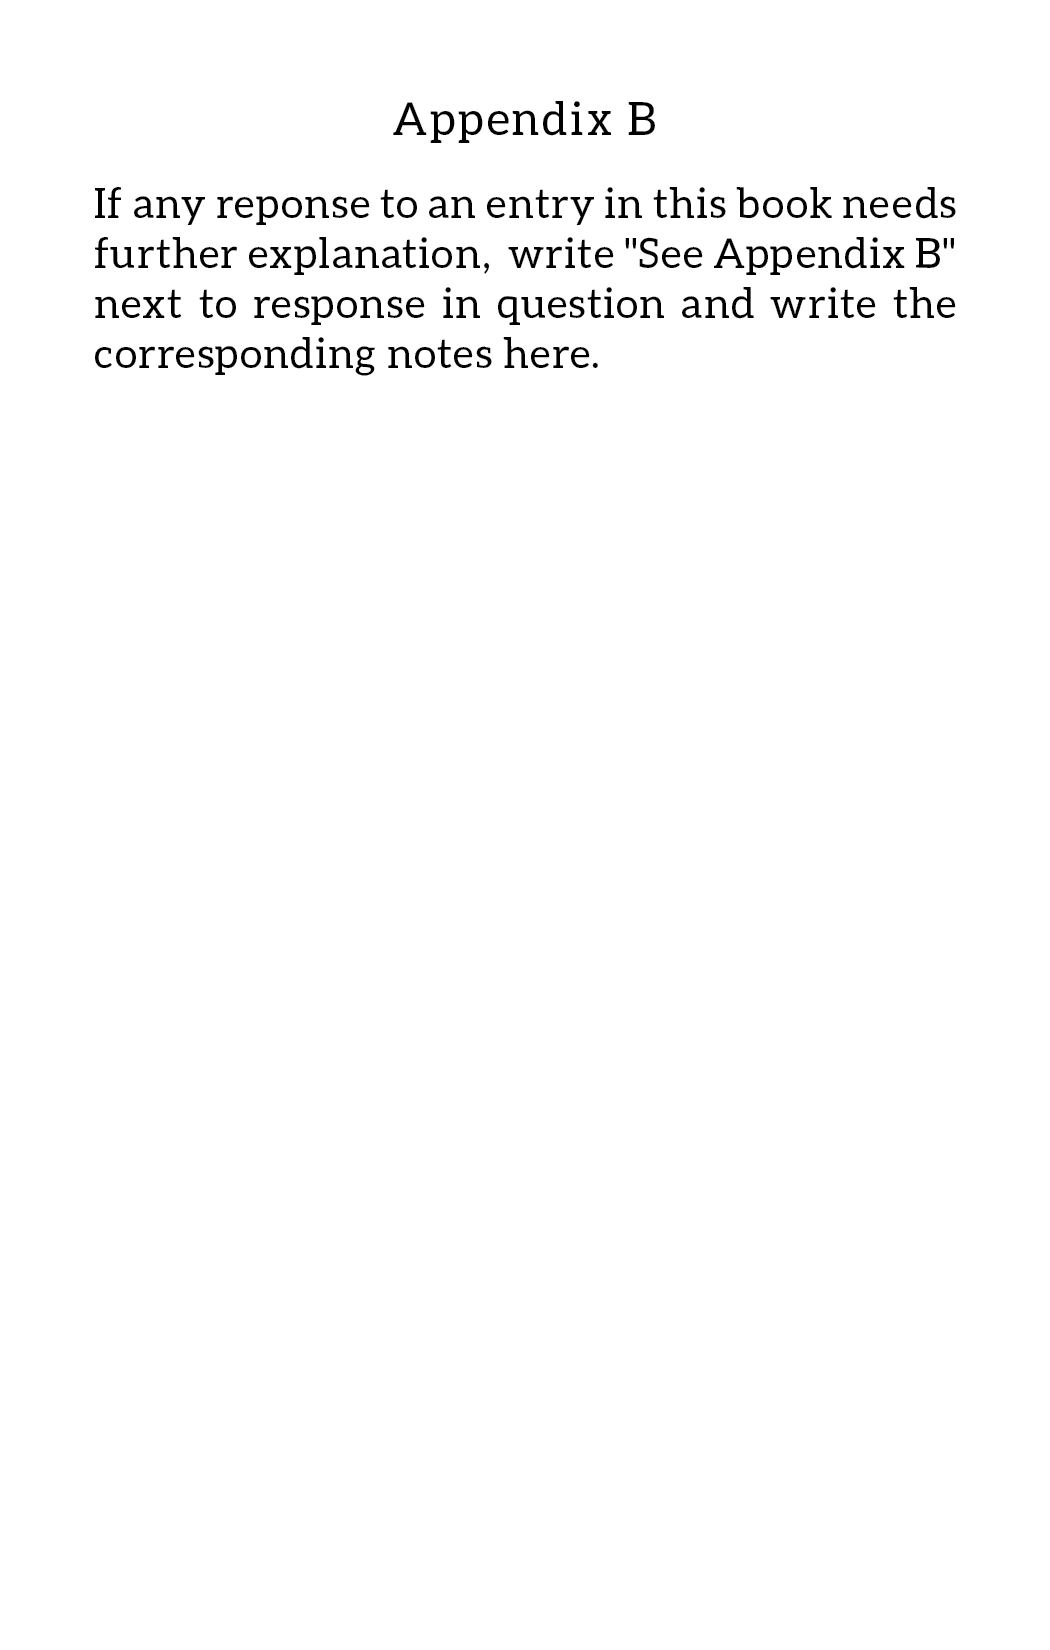 Appendix B
If any reponse to an entry in this book needs
further explanation,  write "See Appendix B"
next to response in question and write the
corresponding notes here.